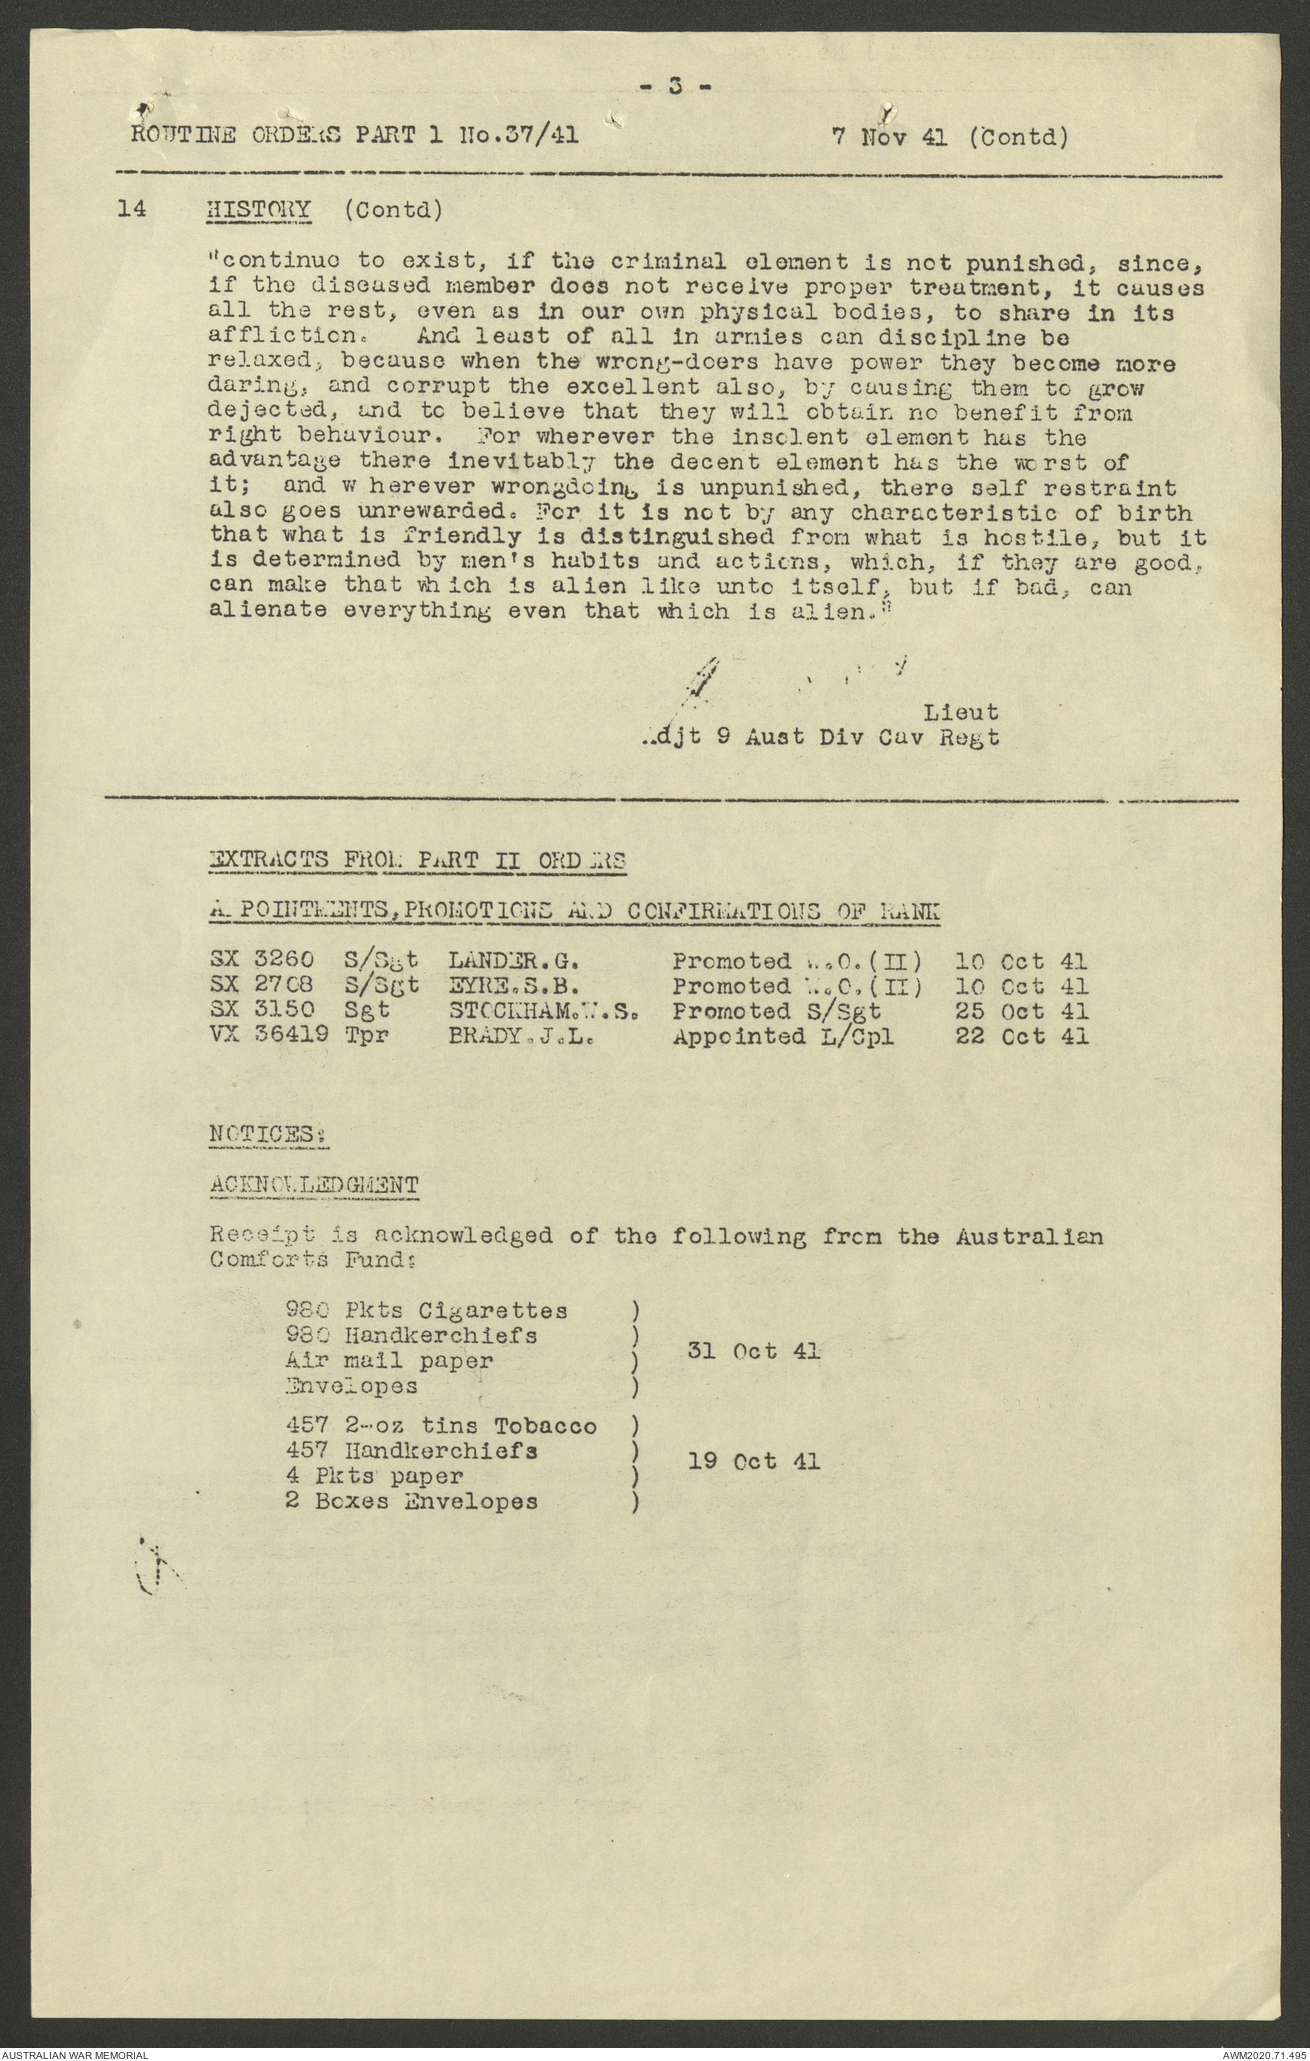 - 3 -
ROUTINE ORDERS PART 1 No.37/41 7 Nov 41 (Contd)
14 HISTORY (Contd)
"continue to exist, if the criminal element is not punished, since,
if the diseased member does not receive proper treatment, it causes
all the rest, even as in our own physical bodies, to share in its
affliction. And least of all in armies can discipline be
relaxed, because when the wrong-doers have power they become more
daring, and corrupt the excellent also, by causing them to grow
dejected, and to believe that they will obtain no benefit from
right behaviour. For wherever the insolent element has the
advantage there inevitably the decent element has the worst of
it; and w herever wrongdoing is unpunished, there self restraint
also goes unrewarded. For it is not by any characteristic of birth
that what is friendly is distinguished from what is hostile, but it
is determined by men's habits and actions, which, if they are good,
can make that which is alien like unto itself, but if bad, can
alienate everything even that which is alien."
Lieut
Adjt 9 Aust Div Cav Regt
EXTRACTS FROM PART II ORDERS
APPOINTMENTS,PROMOTIONS AND CONFIRMATIONS OF RANK
SX 3260 S/Sgt LANDER.G. Promoted W.O.(II) 10 Oct 41
SX 2708 S/Sgt EYRE.S.B. Promoted W.O.(II) 10 Oct 41
SX 3150 Sgt STOCKHAM.W.S. Promoted S/Sgt 25 Oct 41
VX 36419 Tpr BRADY.J.L. Appointed L/Cpl 22 Oct 41
NOTICES:
ACKNOWLEDGMENT
Receipt is acknowledged of the following from the Australian
Comforts Fund:
980 Pkts Cigarettes )
980 Handkerchiefs )
Air mail paper ) 31 Oct 41
Envelopes )
457 2-oz tins Tobacco )
457 Handkerchiefs )
4 Pkts paper ) 19 Oct 41
2 Boxes Envelopes )
AUSTRALIAN WAR MEMORIAL AWM2020.71.495